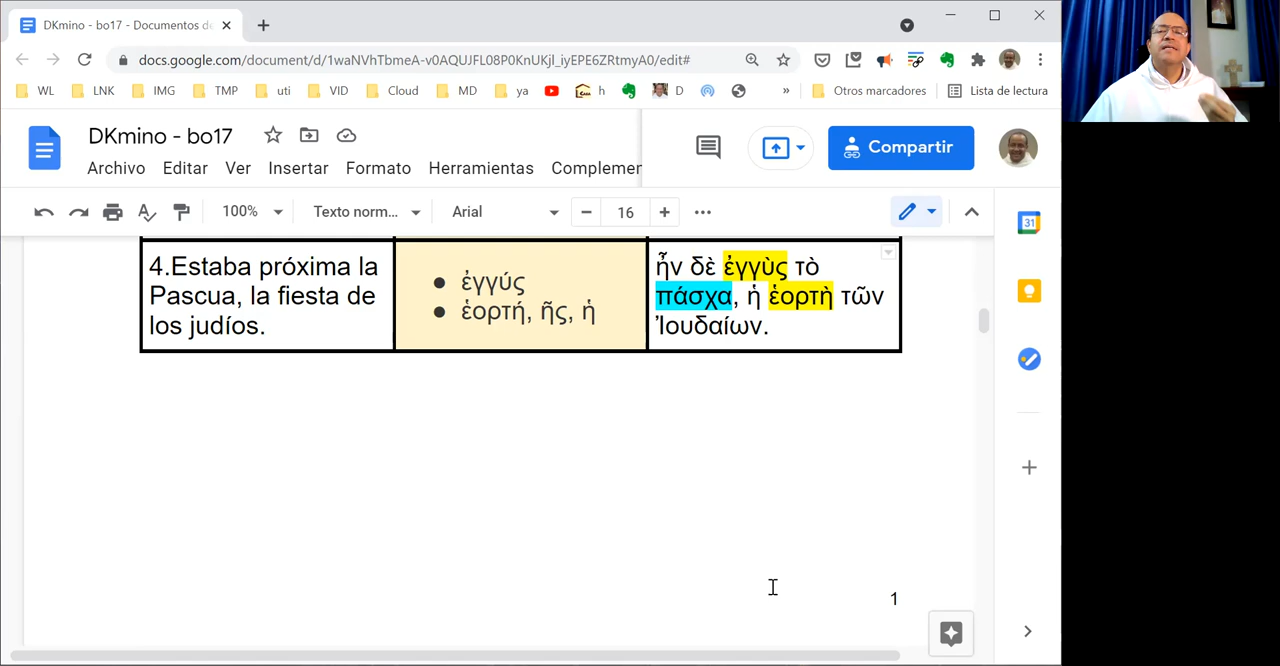 DKmino - bo17 - Documentos de
docs.google.com/document/d/1waNVhTbmeA-v0AQUJFL08P0KnUKjl_iyEPE6ZRtmyA0/edit#
WL LNK IMG TMP uti VID Cloud MD ya h D » Otros marcadores Lista de lectura
DKmino - bo17
Archivo Editar Ver Insertar Formato Herramientas Complemen
Compartir
100% Texto norm... Arial 16
31
4.Estaba próxima la
Pascua, la fiesta de
los judíos.
● ἐγγύς
● ἑορτή, ῆς, ἡ
ἦν δὲ ἐγγὺς τὸ
πάσχα, ἡ ἑορτὴ τῶν
Ἰουδαίων.
1